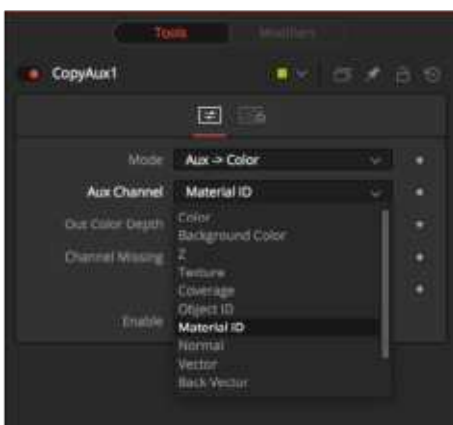 Tools Modifiers
CopyAux1
Mode Aux -> Color
Aux Channel Material ID
Out Color Depth
Color
Background Color
Channel Missing
Z
Texture
Coverage
Object ID
Enable
Material ID
Normal
Vector
Back Vector